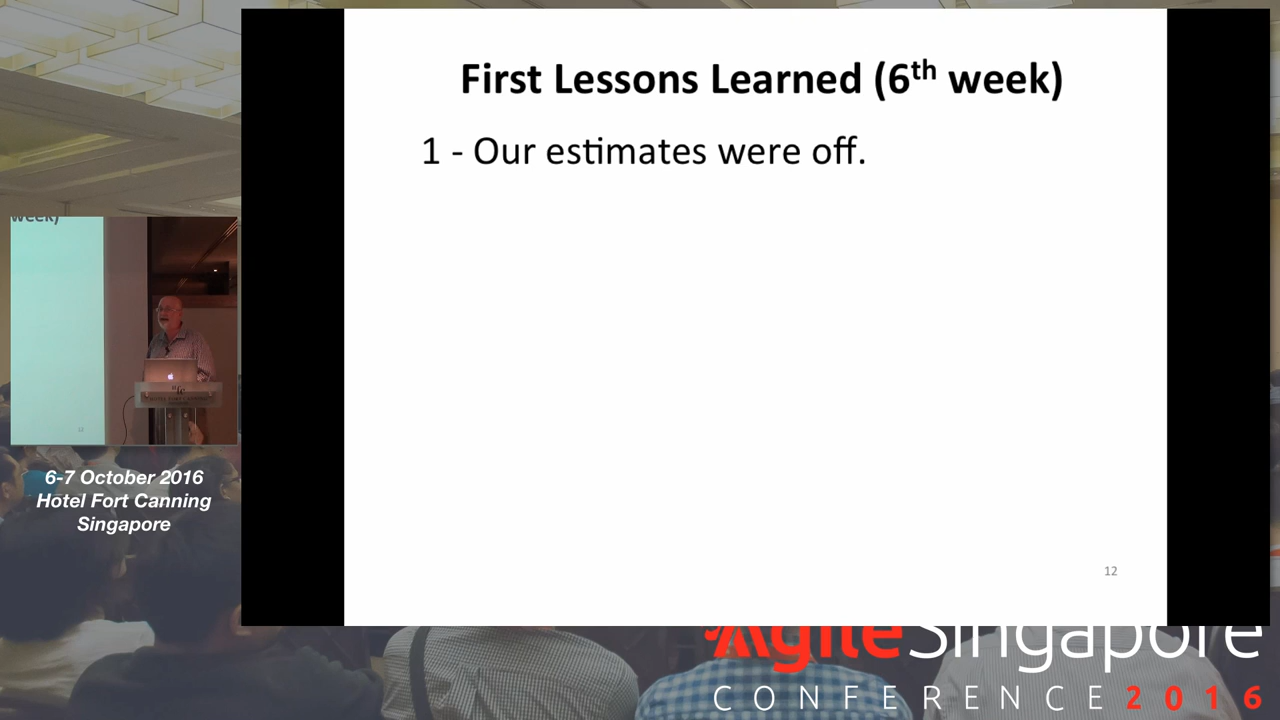 First Lessons Learned (6th week)
1 - Our estimates were off.
12
week)
6-7 October 2016
Hotel Fort Canning
Singapore
AgileSingapore
CONFERENCE 2016